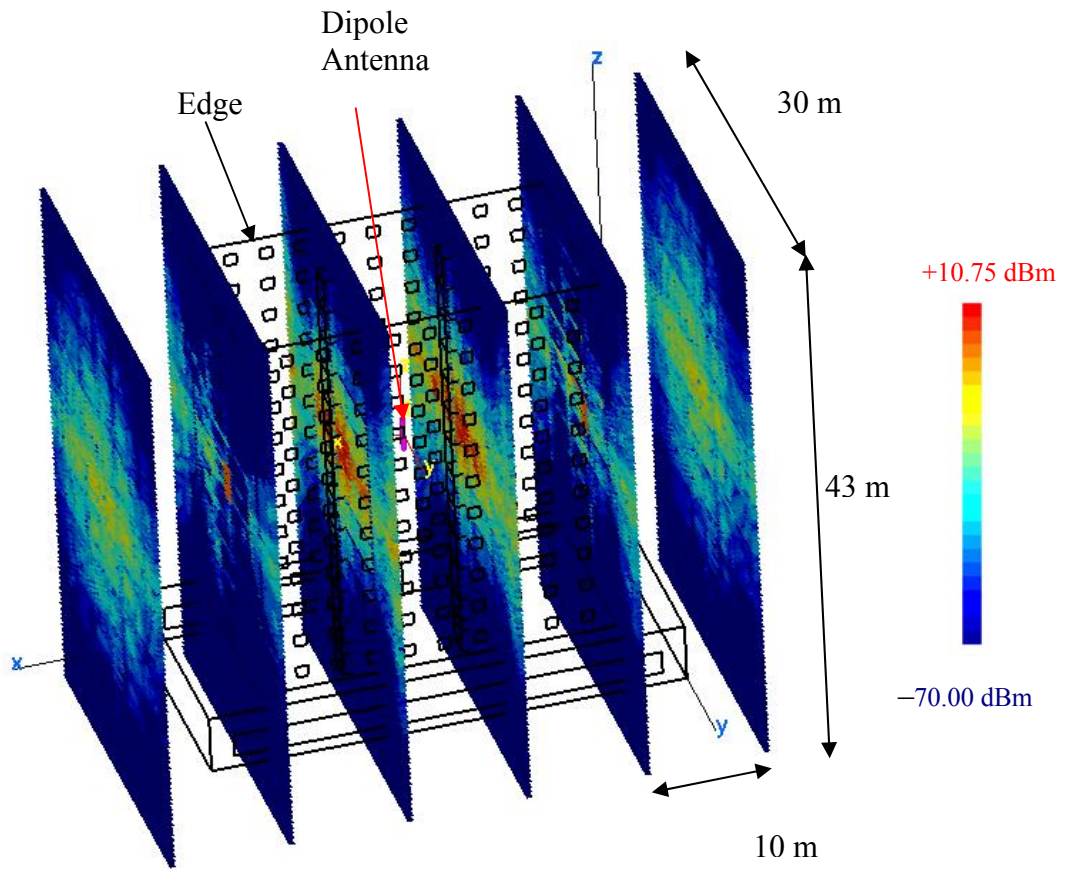 Dipole
Antenna
Edge
z
30 m
+10.75 dBm
x
y
43 m
−70.00 dBm
x
y
10 m